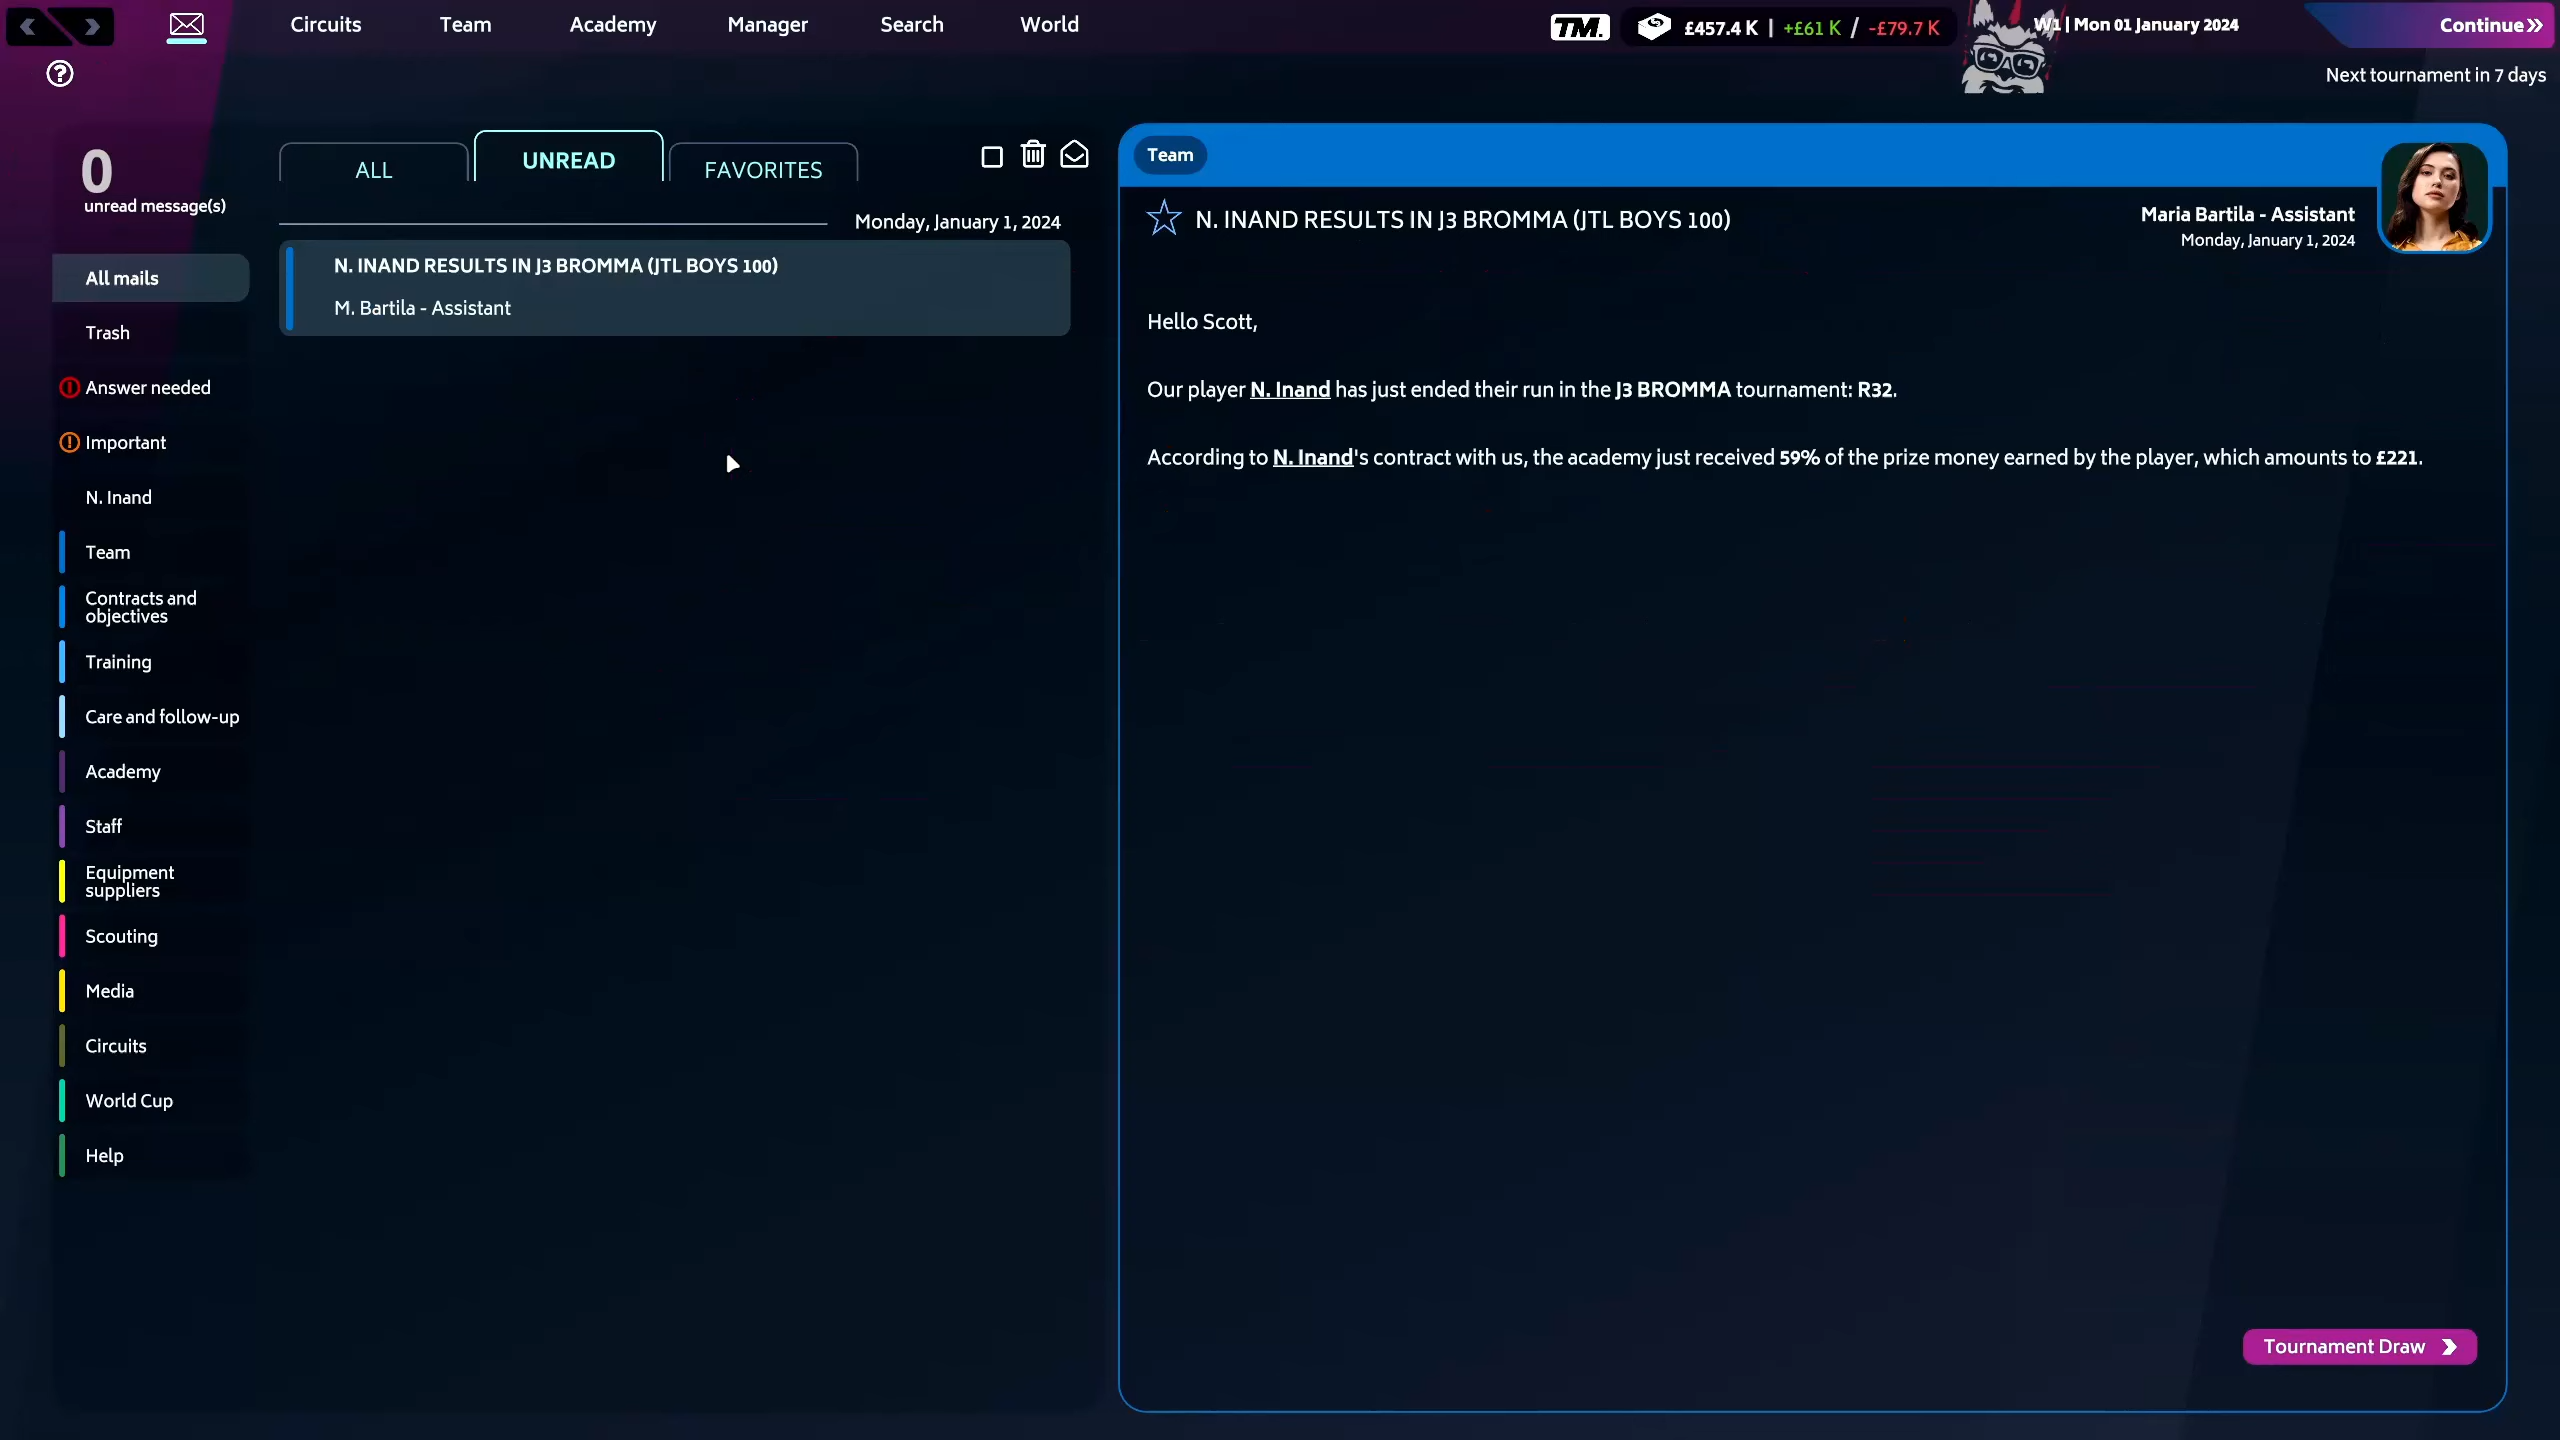 Circuits
Team
Academy
Manager
Search
World
TM.
£457.4 K | +£61 K / -£79.7 K
W1 | Mon 01 January 2024
Continue
Next tournament in 7 days
0
unread message(s)
All mails
Trash
Answer needed
Important
N. Inand
Team
Contracts and
objectives
Training
Care and follow-up
Academy
Staff
Equipment
suppliers
Scouting
Media
Circuits
World Cup
Help
ALL
UNREAD
FAVORITES
Monday, January 1, 2024
N. INAND RESULTS IN J3 BROMMA (JTL BOYS 100)
M. Bartila - Assistant
Team
N. INAND RESULTS IN J3 BROMMA (JTL BOYS 100)
Maria Bartila - Assistant
Monday, January 1, 2024
Hello Scott,
Our player N. Inand has just ended their run in the J3 BROMMA tournament: R32.
According to N. Inand's contract with us, the academy just received 59% of the prize money earned by the player, which amounts to £221.
Tournament Draw